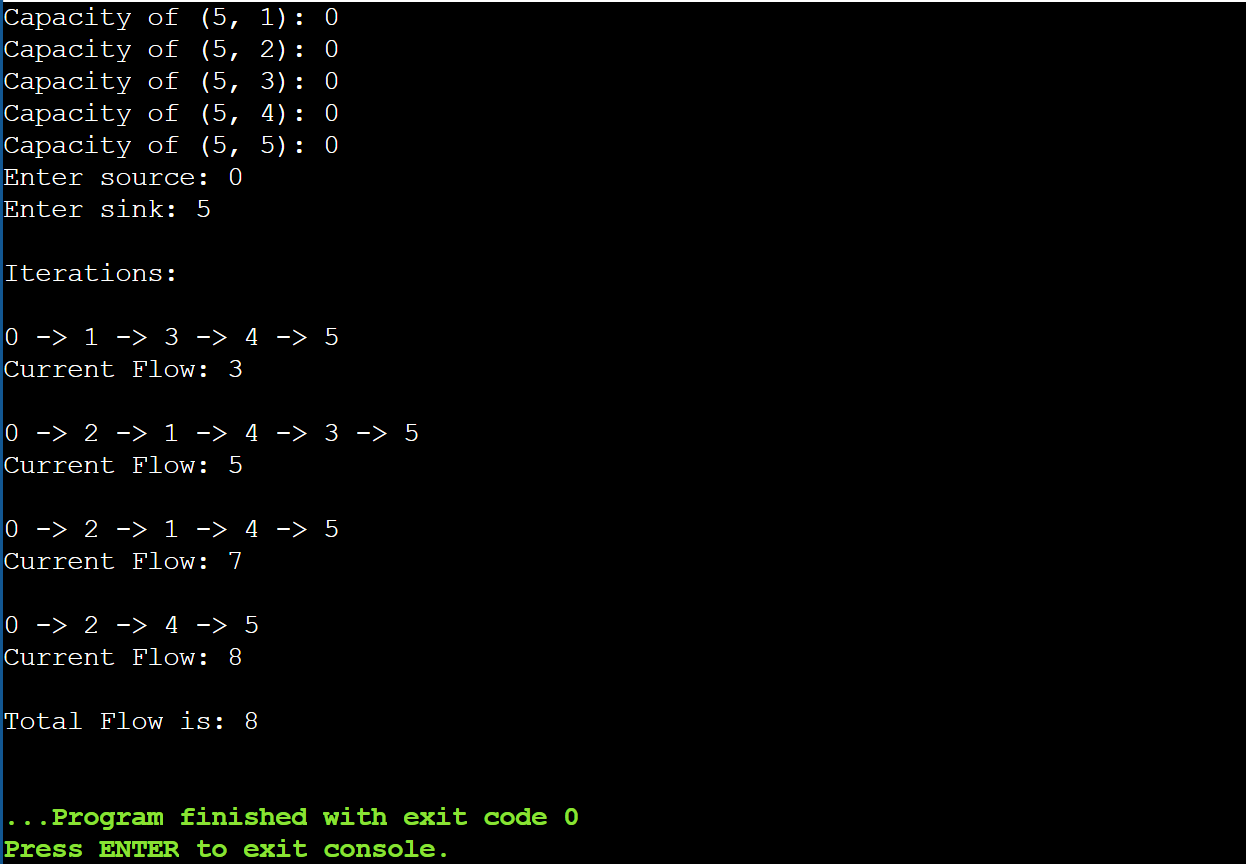 Capacity of (5, 1): 0
Capacity of (5, 2): 0
Capacity of (5, 3): 0
Capacity of (5, 4): 0
Capacity of (5, 5): 0
Enter source: 0
Enter sink: 5
Iterations:
0 -> 1 -> 3 -> 4 -> 5
Current Flow: 3
0 -> 2 -> 1 -> 4 -> 3 -> 5
Current Flow: 5
0 -> 2 -> 1 -> 4 -> 5
Current Flow: 7
0 -> 2 -> 4 -> 5
Current Flow: 8
Total Flow is: 8
...Program finished with exit code 0
Press ENTER to exit console.